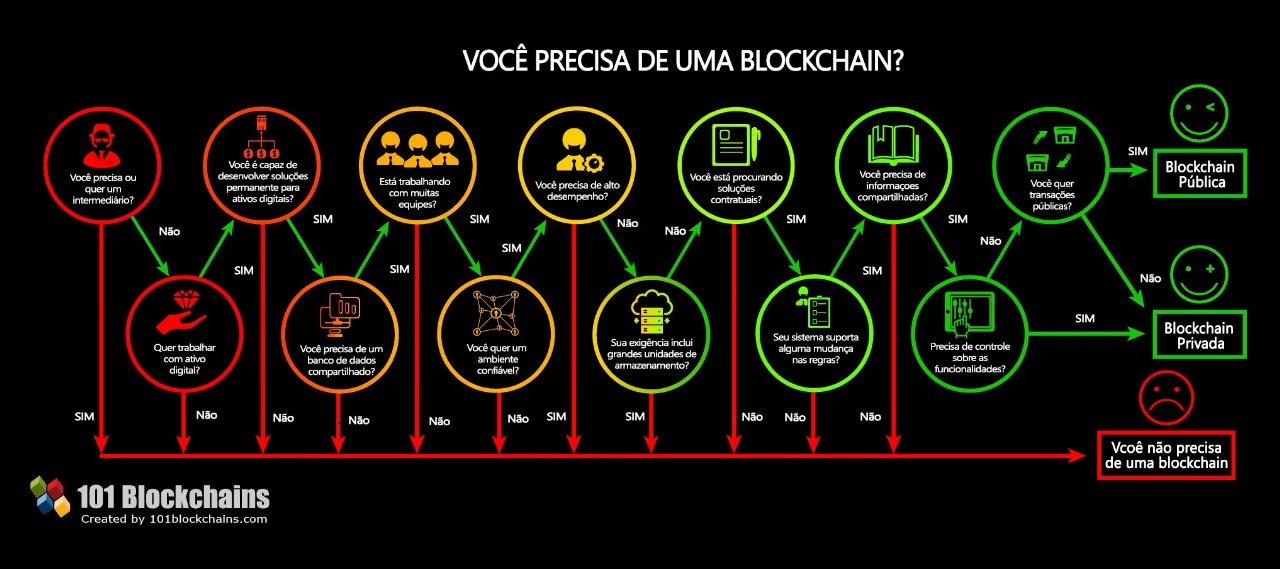 VOCÊ PRECISA DE UMA BLOCKCHAIN?
Você precisa ou
quer um
intermediário?
Não
SIM
Quer trabalhar
com ativo
digital?
SIM
Não
Você é capaz de
desenvolver soluções
permanente para
ativos digitais?
SIM
Não
Você precisa de um
banco de dados
compartilhado?
SIM
Não
Está trabalhando
com muitas
equipes?
SIM
Não
Você quer um
ambiente
confiável?
SIM
Não
Você precisa de alto
desempenho?
Não
SIM
Sua exigência inclui
grandes unidades de
armazenamento?
Não
SIM
Você está procurando
soluções
contratuais?
SIM
Não
Seu sistema suporta
alguma mudança
nas regras?
SIM
Não
Você precisa de
informaçoes
compartilhadas?
SIM
Não
Precisa de controle
sobre as
funcionalidades?
Não
SIM
Você quer
transações
públicas?
SIM
Não
Blockchain
Pública
Blockchain
Privada
Vcoê não precisa
de uma blockchain
101 Blockchains
Created by 101blockchains.com